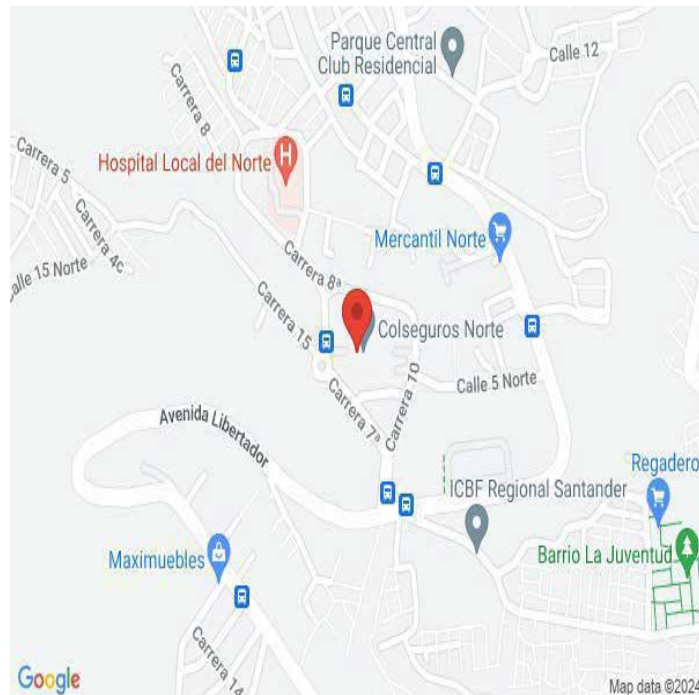 Parque Central
Club Residencial
Calle 12
Carrera 8
H
Hospital Local del Norte
Carrera 5
Carrera 4c
Mercantil Norte
alle 15 Norte
Carrera 8ª
Carrera 15
Colseguros Norte
Carrera 10
Calle 5 Norte
Carrera 7ª
Avenida Libertador
Regadero
ICBF Regional Santander
Barrio La Juventud
Maximuebles
Carrera 14
Google
Map data ©2024